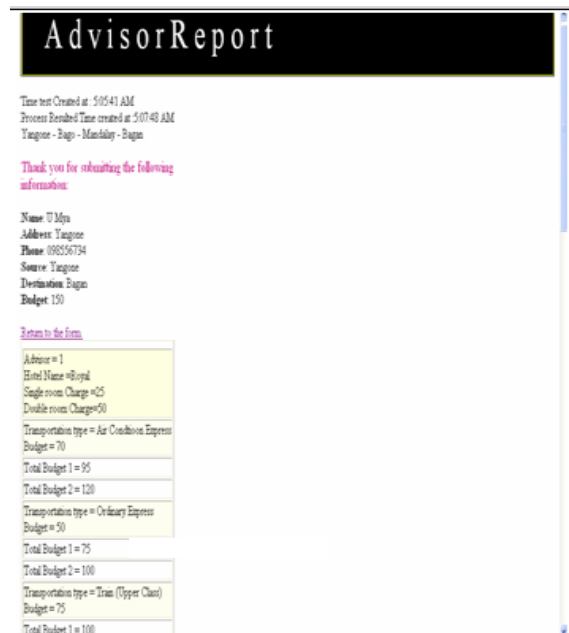 AdvisorReport
Time test Created at : 5:05:41 AM
Process Resulted Time created at :5:07:48 AM
Yangone - Bago - Mandalay - Bagan
Thank you for submitting the following
information:
Name: U Mya
Address: Yangone
Phone: 098556734
Source: Yangone
Destination: Bagan
Budget: 150
Return to the form.
Advisor = 1
Hotel Name =Royal
Single room Charge =25
Double room Charge=50
Transportation type = Air Condition Express
Budget = 70
Total Budget 1 = 95
Total Budget 2 = 120
Transportation type = Ordinary Express
Budget = 50
Total Budget 1 = 75
Total Budget 2 = 100
Transportation type = Train (Upper Class)
Budget = 75
Total Budget 1 = 100